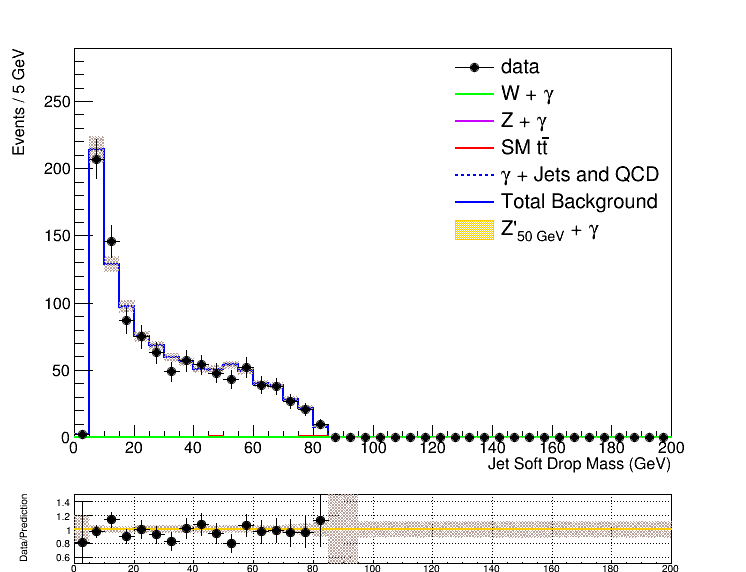 Events / 5 GeV
250
200
150
100
50
0
data
W + γ
Z + γ
SM tt̄
γ + Jets and QCD
Total Background
Z'50 GeV + γ
0 20 40 60 80 100 120 140 160 180 200
Jet Soft Drop Mass (GeV)
Data/Prediction
1.4
1.2
1
0.8
0.6
0 20 40 60 80 100 120 140 160 180 200